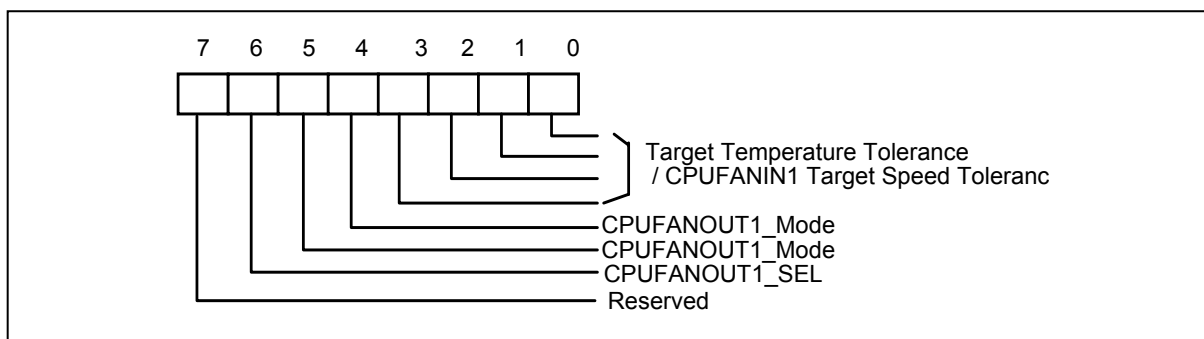 7 6 5 4 3 2 1 0
Target Temperature Tolerance
/ CPUFANIN1 Target Speed Toleranc
CPUFANOUT1_Mode
CPUFANOUT1_Mode
CPUFANOUT1_SEL
Reserved